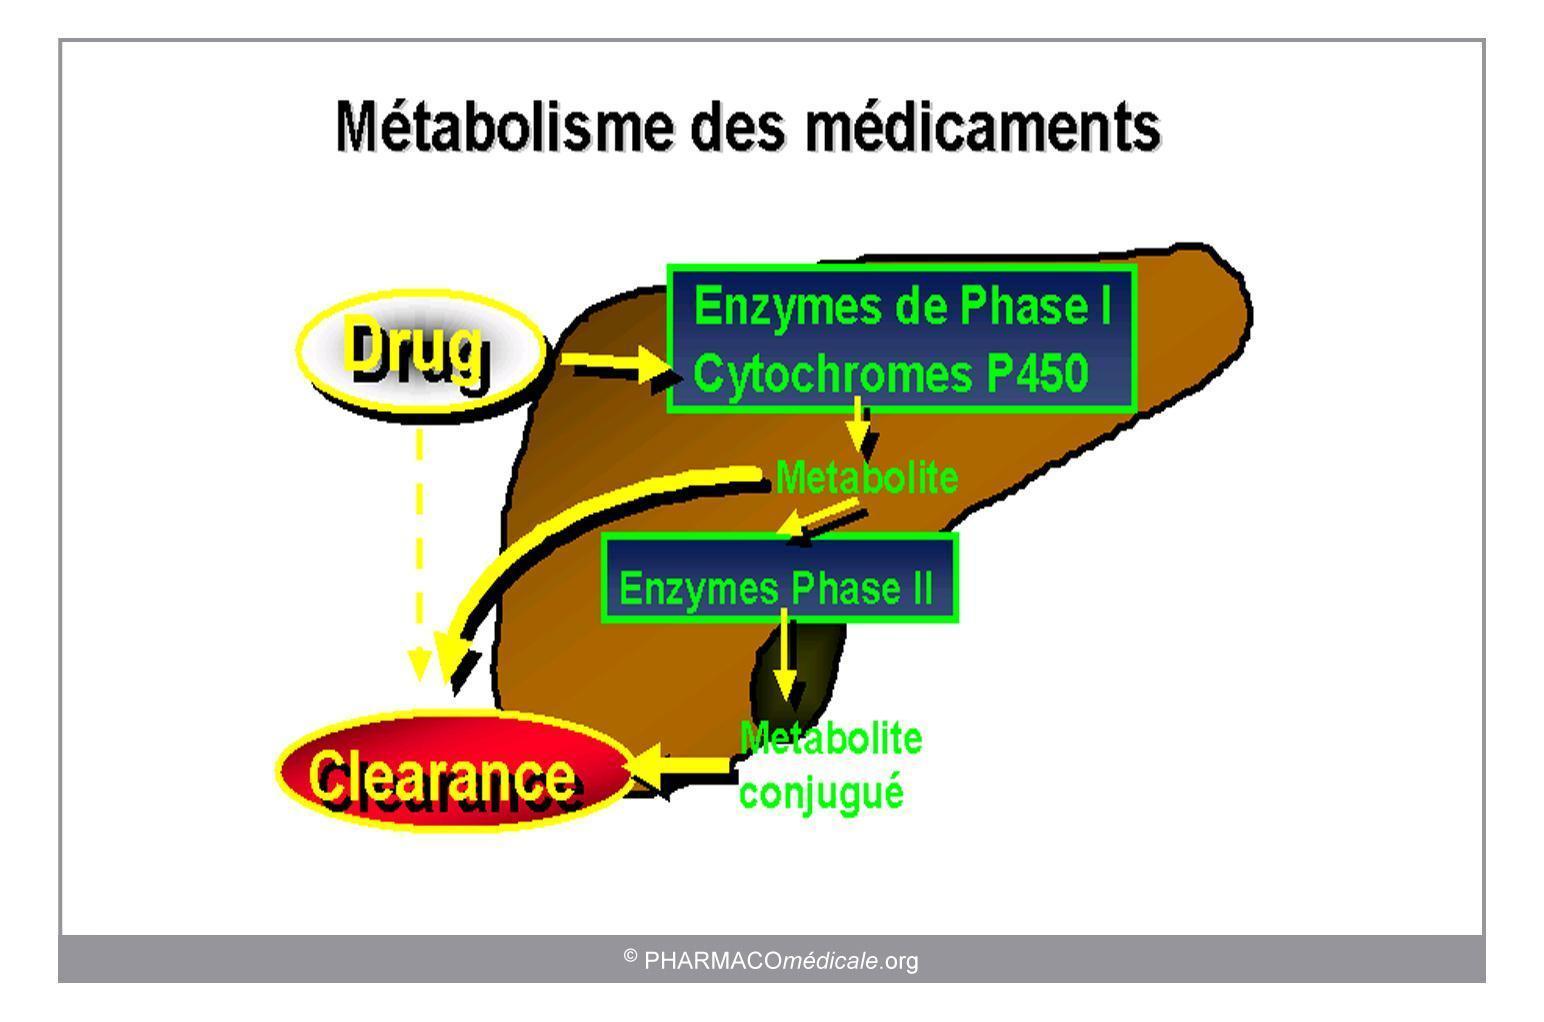 Métabolisme des médicaments
Drug
Enzymes de Phase I
Cytochromes P450
Metabolite
Enzymes Phase II
Metabolite
conjugué
Clearance
© PHARMACOmédicale.org